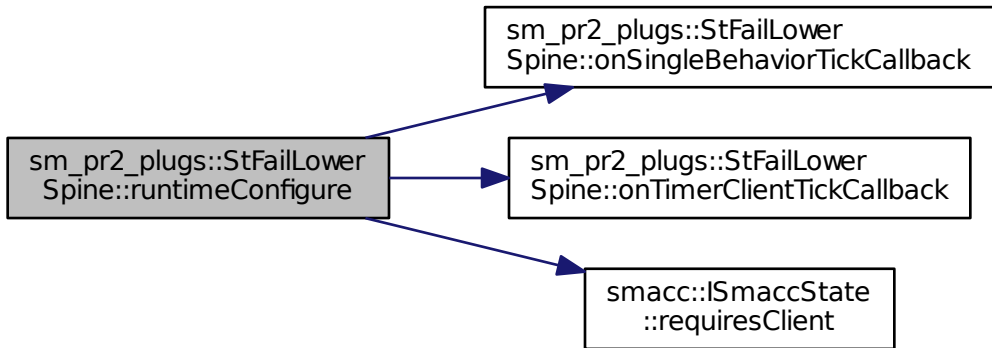 sm_pr2_plugs::StFailLower
Spine::onSingleBehaviorTickCallback
sm_pr2_plugs::StFailLower
Spine::runtimeConfigure
sm_pr2_plugs::StFailLower
Spine::onTimerClientTickCallback
smacc::ISmaccState
::requiresClient